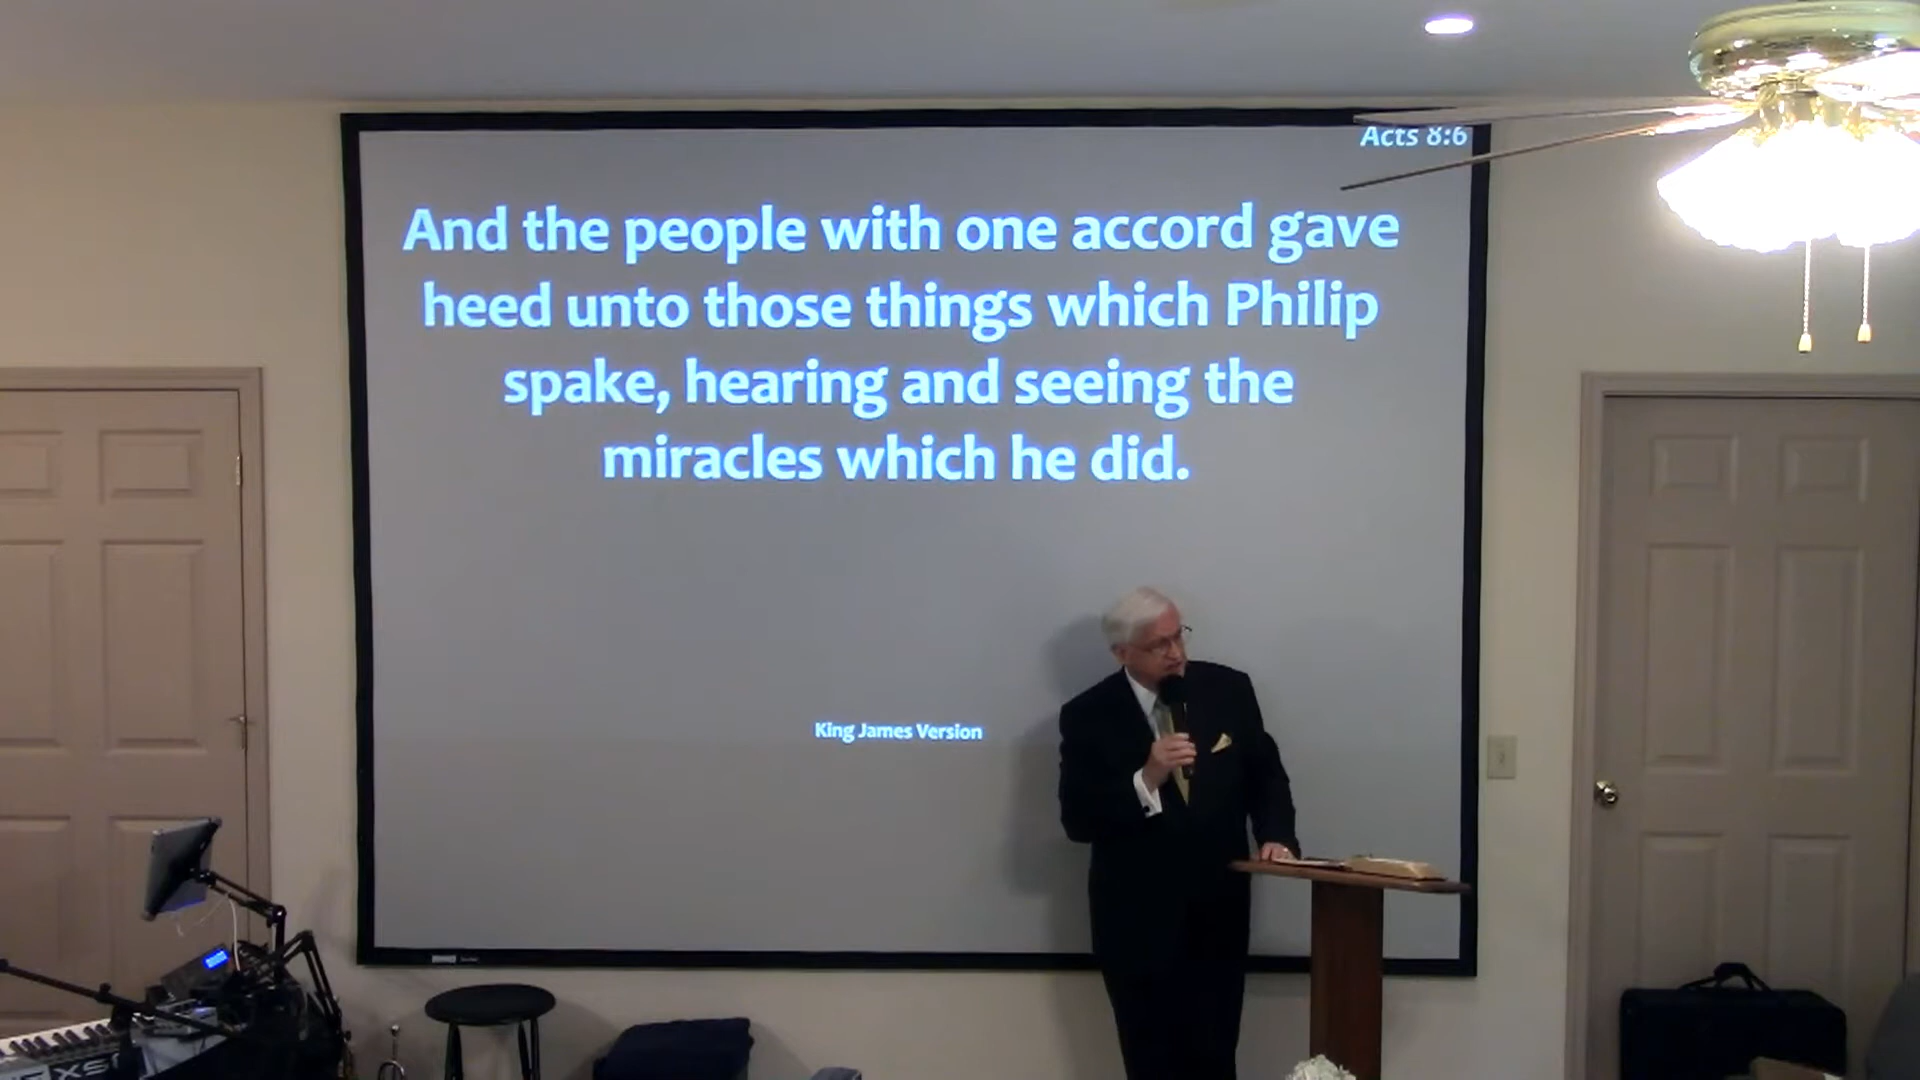 Acts 8:6
And the people with one accord gave
heed unto those things which Philip
spake, hearing and seeing the
miracles which he did.
King James Version
XS